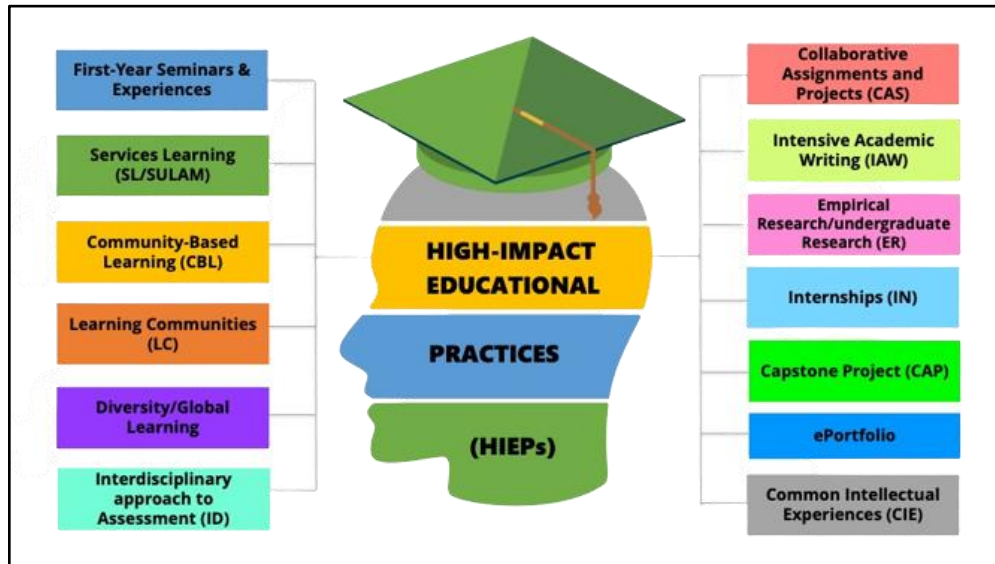 First-Year Seminars &
Experiences
Services Learning
(SL/SULAM)
Community-Based
Learning (CBL)
Learning Communities
(LC)
Diversity/Global
Learning
Interdisciplinary
approach to
Assessment (ID)
HIGH-IMPACT
EDUCATIONAL
PRACTICES
(HIEPs)
Collaborative
Assignments and
Projects (CAS)
Intensive Academic
Writing (IAW)
Empirical
Research/undergraduate
Research (ER)
Internships (IN)
Capstone Project (CAP)
ePortfolio
Common Intellectual
Experiences (CIE)